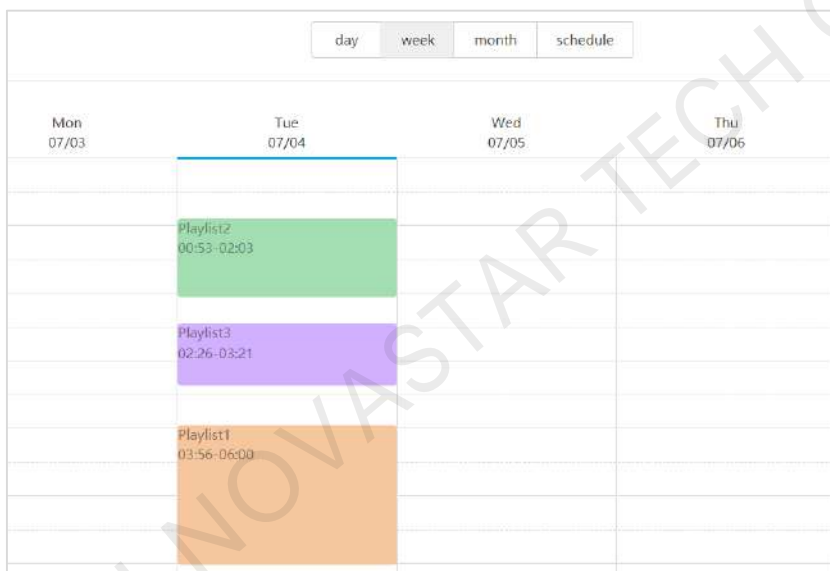 day week month schedule
Mon Tue Wed Thu
07/03 07/04 07/05 07/06
Playlist2
00:53-02:03
Playlist3
02:26-03:21
Playlist1
03:56-06:00
NOVASTAR TECH